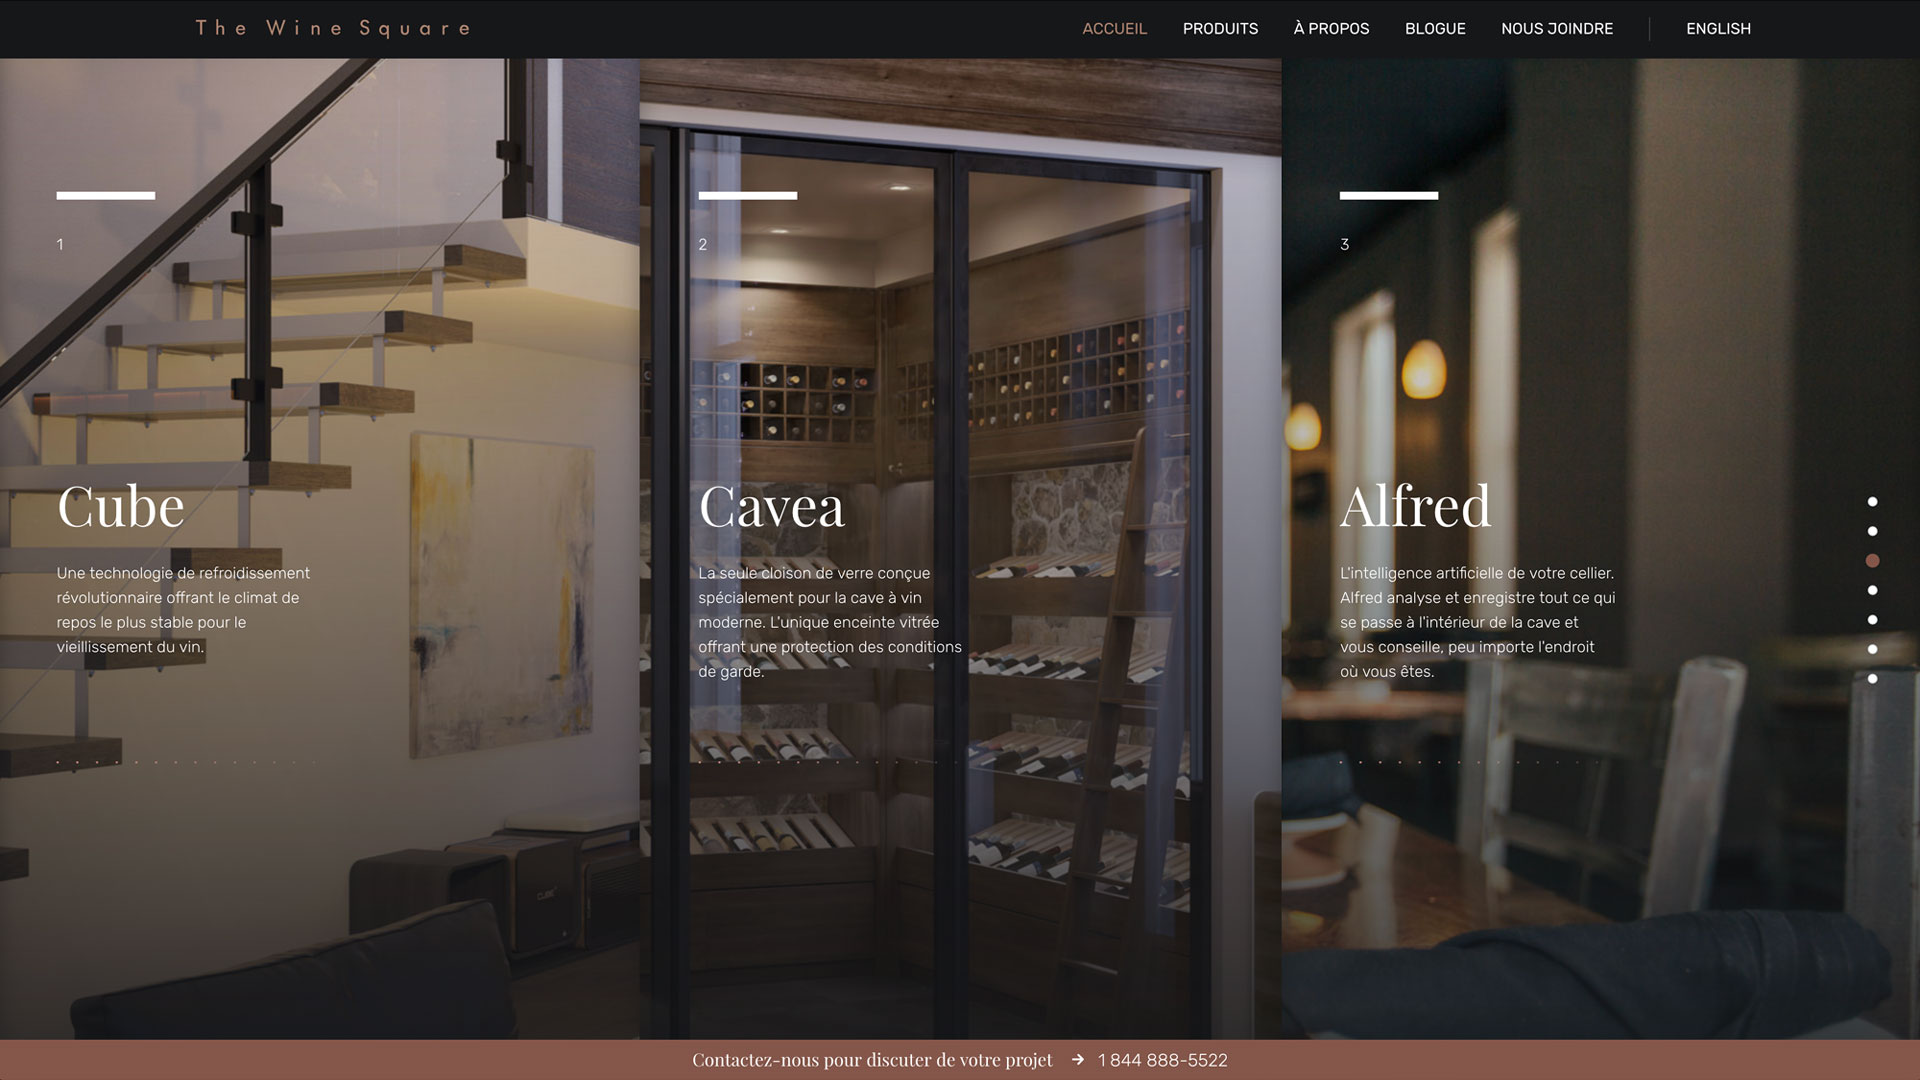 The Wine Square
ACCUEIL
PRODUITS
À PROPOS
BLOGUE
NOUS JOINDRE
ENGLISH
1
Cube
Une technologie de refroidissement
révolutionnaire offrant le climat de
repos le plus stable pour le
vieillissement du vin.
CUBE
2
Cavea
La seule cloison de verre conçue
spécialement pour la cave à vin
moderne. L'unique enceinte vitrée
offrant une protection des conditions
de garde.
3
Alfred
L'intelligence artificielle de votre cellier.
Alfred analyse et enregistre tout ce qui
se passe à l'intérieur de la cave et
vous conseille, peu importe l'endroit
où vous êtes.
Contactez-nous pour discuter de votre projet → 1 844 888-5522